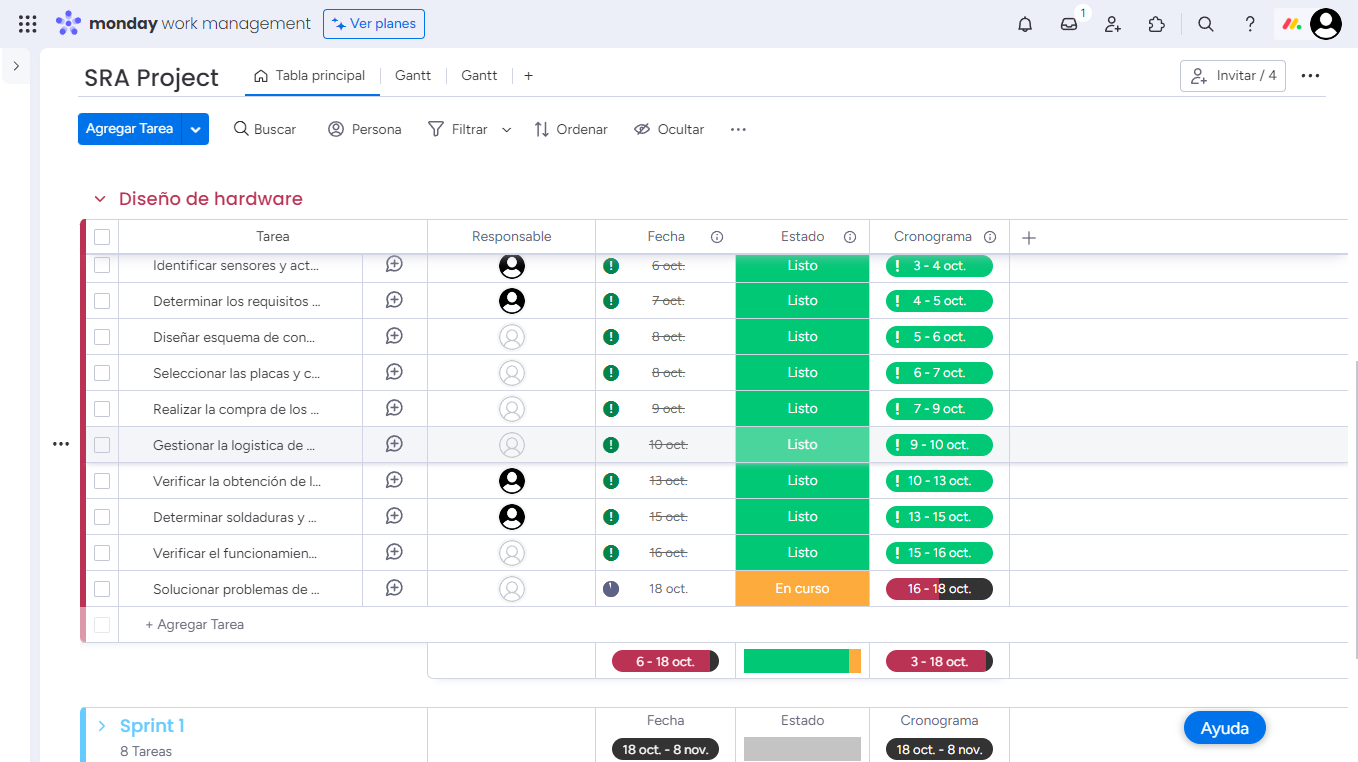 monday work management Ver planes 1
SRA Project Tabla principal Gantt Gantt + Invitar / 4
Agregar Tarea Buscar Persona Filtrar Ordenar Ocultar
Diseño de hardware
Tarea Responsable Fecha Estado Cronograma
Identificar sensores y act... 6 oct. Listo ! 3 - 4 oct.
Determinar los requisitos ... 7 oct. Listo ! 4 - 5 oct.
Diseñar esquema de con... 8 oct. Listo ! 5 - 6 oct.
Seleccionar las placas y c... 8 oct. Listo ! 6 - 7 oct.
Realizar la compra de los ... 9 oct. Listo ! 7 - 9 oct.
Gestionar la logistica de ... 10 oct. Listo ! 9 - 10 oct.
Verificar la obtención de l... 13 oct. Listo ! 10 - 13 oct.
Determinar soldaduras y ... 15 oct. Listo ! 13 - 15 oct.
Verificar el funcionamien... 16 oct. Listo ! 15 - 16 oct.
Solucionar problemas de ... 18 oct. En curso 16 - 18 oct.
+ Agregar Tarea
6 - 18 oct. 3 - 18 oct.
Sprint 1 Fecha Estado Cronograma
8 Tareas 18 oct. - 8 nov. 18 oct. - 8 nov.
Ayuda